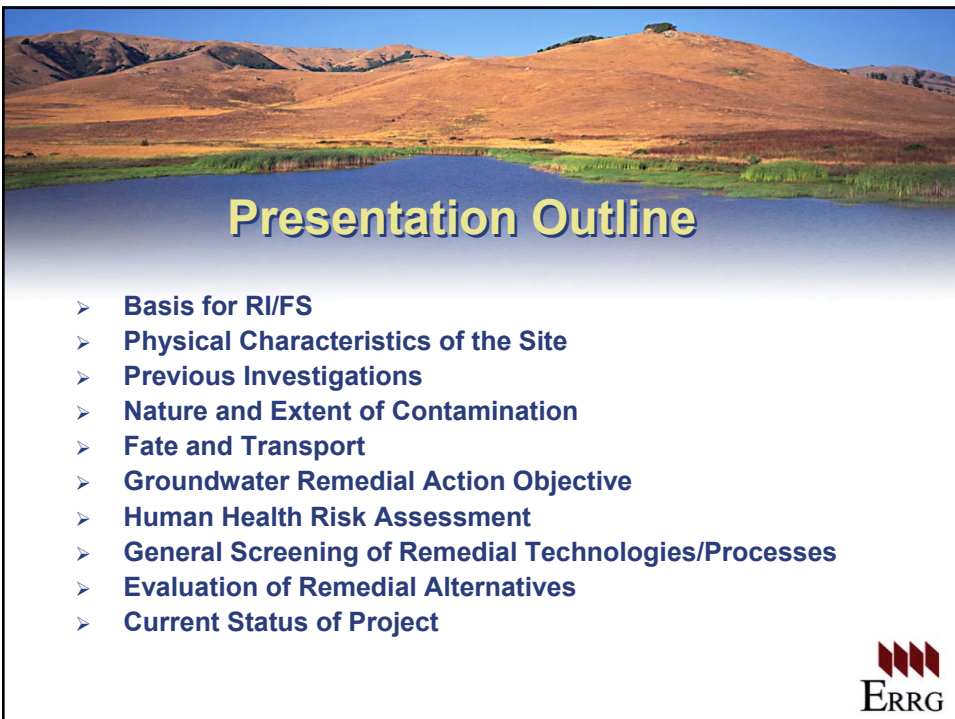 Presentation Outline
➢ Basis for RI/FS
➢ Physical Characteristics of the Site
➢ Previous Investigations
➢ Nature and Extent of Contamination
➢ Fate and Transport
➢ Groundwater Remedial Action Objective
➢ Human Health Risk Assessment
➢ General Screening of Remedial Technologies/Processes
➢ Evaluation of Remedial Alternatives
➢ Current Status of Project
ERRG